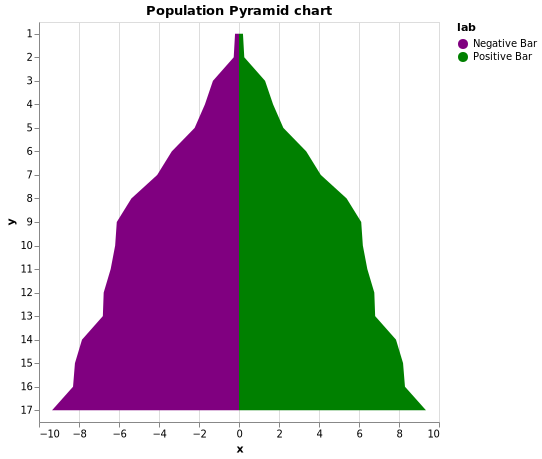 Population Pyramid chart
lab
Negative Bar
Positive Bar
y
1
2
3
4
5
6
7
8
9
10
11
12
13
14
15
16
17
−10 −8 −6 −4 −2 0 2 4 6 8 10
x